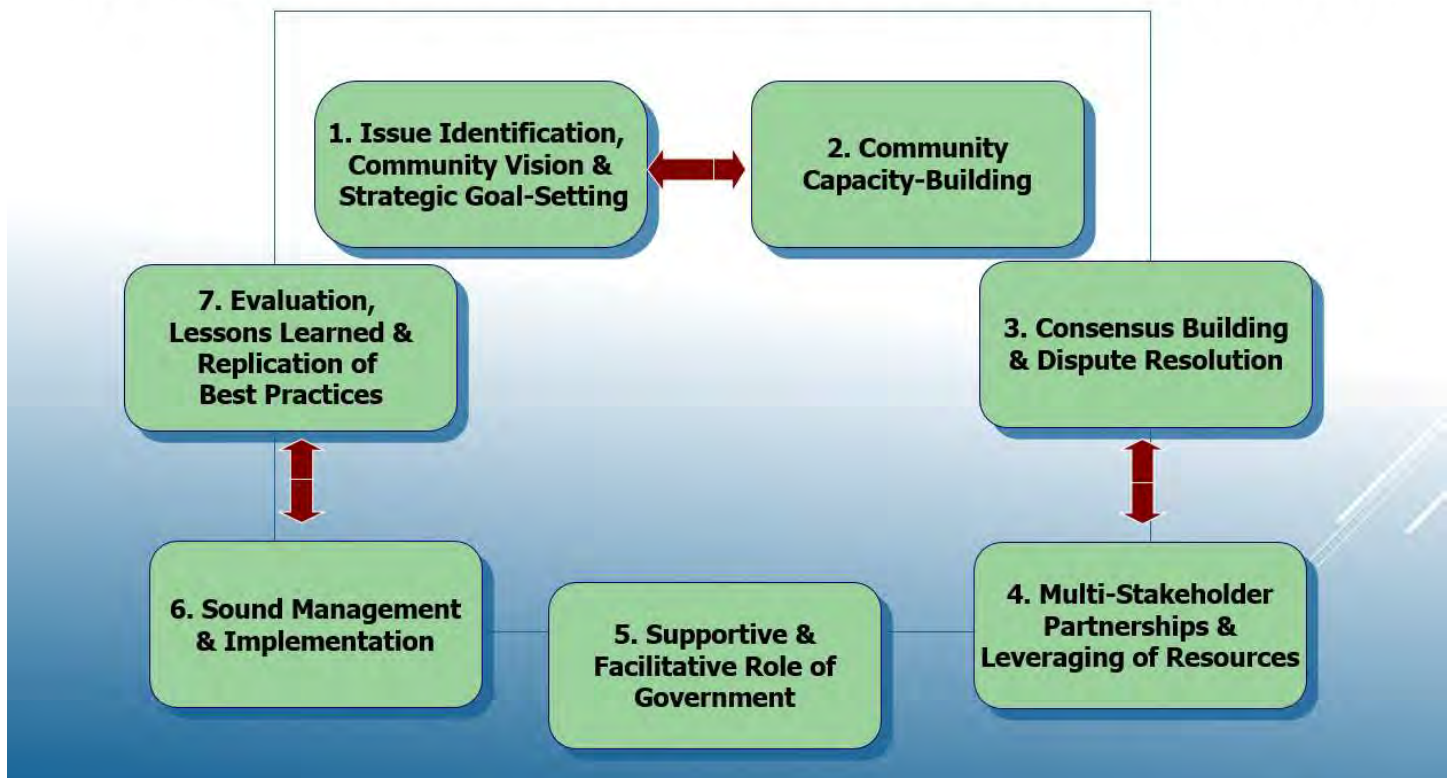 1. Issue Identification,
Community Vision &
Strategic Goal-Setting
2. Community
Capacity-Building
3. Consensus Building
& Dispute Resolution
4. Multi-Stakeholder
Partnerships &
Leveraging of Resources
5. Supportive &
Facilitative Role of
Government
6. Sound Management
& Implementation
7. Evaluation,
Lessons Learned &
Replication of
Best Practices